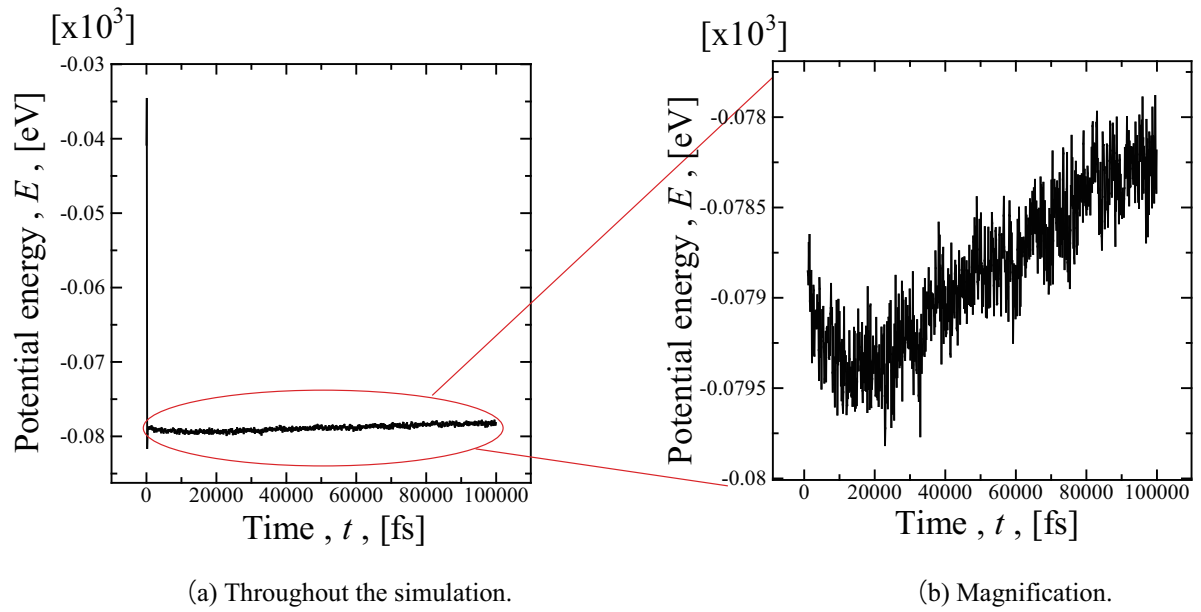 [x10³]
-0.03
-0.04
-0.05
-0.06
-0.07
-0.08
Potential energy , E , [eV]
0 20000 40000 60000 80000 100000
Time , t , [fs]
(a) Throughout the simulation.
[x10³]
-0.078
-0.0785
-0.079
-0.0795
-0.08
Potential energy , E , [eV]
0 20000 40000 60000 80000 100000
Time , t , [fs]
(b) Magnification.